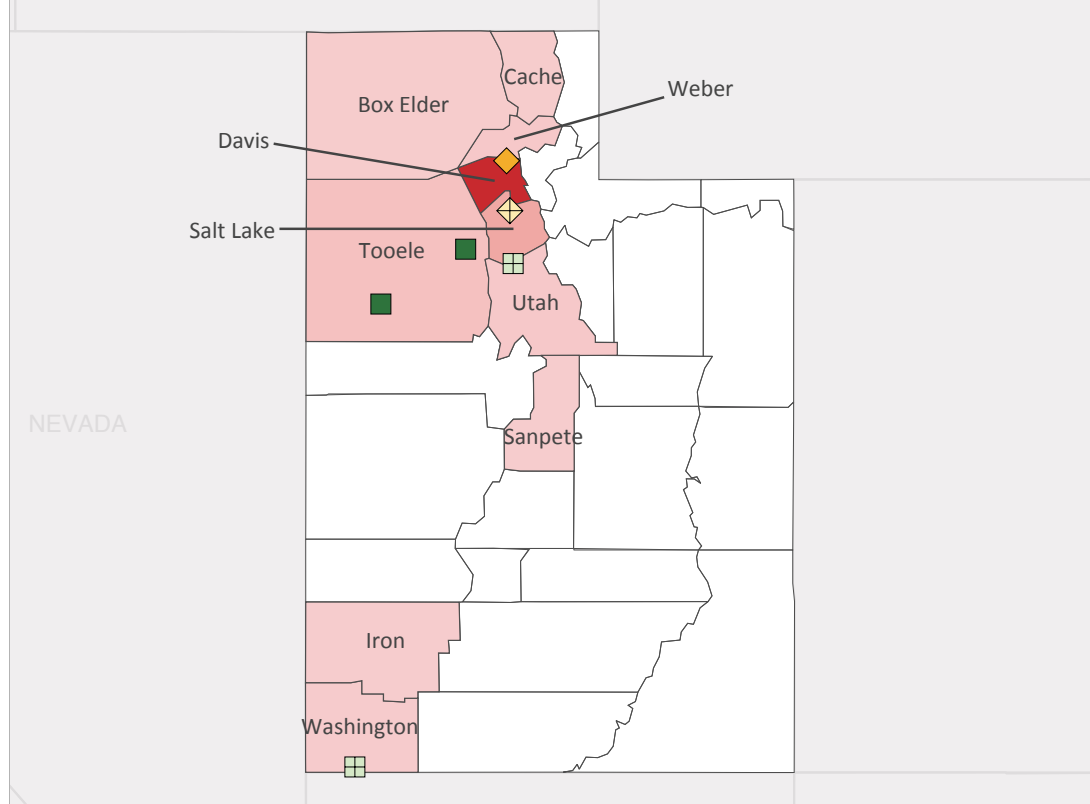 Cache
Weber
Box Elder
Davis
Salt Lake
Tooele
Utah
NEVADA
Sanpete
Iron
Washington